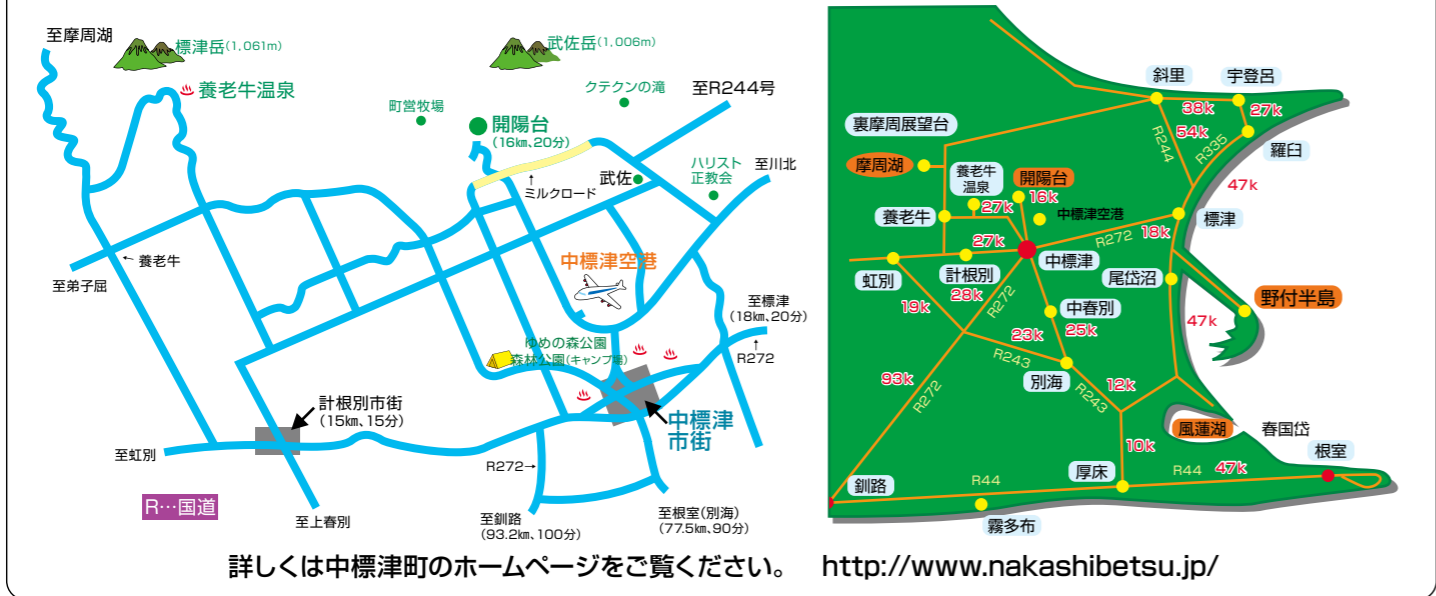 至摩周湖
標津岳(1,061m)
武佐岳(1,006m)
養老牛温泉
町営牧場
クテクンの滝
至R244号
開陽台
(16km、20分)
ミルクロード
武佐
ハリスト
正教会
至川北
養老牛
至弟子屈
中標津空港
至標津
(18km、20分)
R272
ゆめの森公園
森林公園(キャンプ場)
計根別市街
(15km、15分)
中標津
市街
至虹別
R272
R…国道
至上春別
至釧路
(93.2km、100分)
至根室(別海)
(77.5km、90分)
斜里
宇登呂
38k
27k
54k
R244
R335
羅臼
裏摩周展望台
摩周湖
養老牛
温泉
開陽台
16k
27k
中標津空港
47k
養老牛
標津
18k
R272
27k
中標津
虹別
計根別
28k
R272
尾岱沼
19k
中春別
野付半島
23k
25k
47k
R243
別海
93k
R272
12k
R243
風蓮湖
春国岱
10k
根室
釧路
R44
厚床
R44
47k
霧多布
詳しくは中標津町のホームページをご覧ください。 http://www.nakashibetsu.jp/